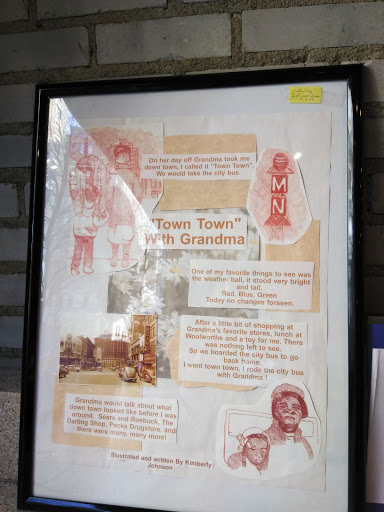 On her day off Grandma took me
down town, I called it "Town Town".
We would take the city bus.
"Town Town"
With Grandma
MN
One of my favorite things to see was
the weather ball, it stood very bright
and tall.
Red, Blue, Green
Today no changes forseen.
After a little bit of shopping at
Grandma's favorite stores, lunch at
Woolworths and a toy for me. There
was nothing left to see.
So we boarded the city bus to go
back home.
I went town town, I rode the city bus
with Grandma !
Grandma would talk about what
down town looked like before I was
around. Sears and Roebuck, The
Darling Shop, Pecks Drugstore, and
there were many, many more!
Illustrated and written By Kimberly
Johnson